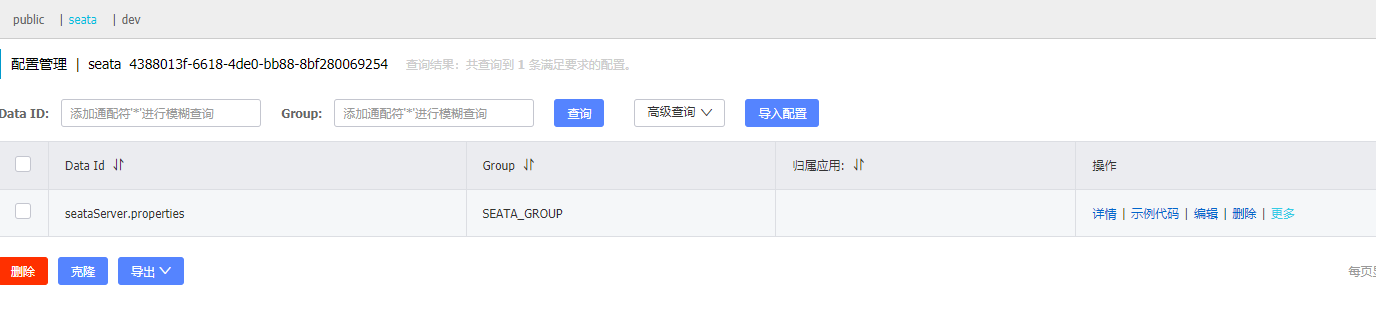 public | seata | dev
配置管理 | seata 4388013f-6618-4de0-bb88-8bf280069254 查询结果：共查询到 1 条满足要求的配置。
Data ID: 添加通配符'*'进行模糊查询 Group: 添加通配符'*'进行模糊查询 查询 高级查询 导入配置
Data Id Group 归属应用: 操作
seataServer.properties SEATA_GROUP 详情 | 示例代码 | 编辑 | 删除 | 更多
删除 克隆 导出 每页